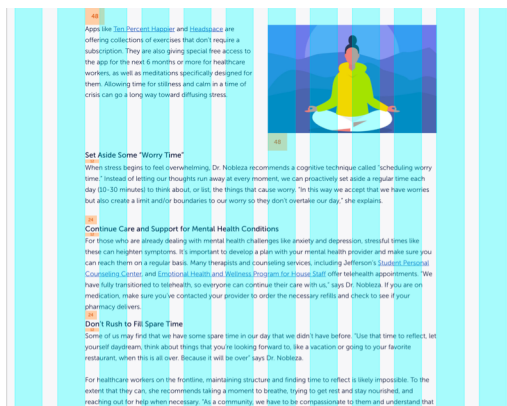 48
Apps like Ten Percent Happier and Headspace are
offering collections of exercises that don't require a
subscription. They are also giving special free access to
the app for the next 6 months or more for healthcare
workers, as well as meditations specifically designed for
them. Allowing time for stillness and calm in a time of
crisis can go a long way toward diffusing stress.
48
Set Aside Some "Worry Time"
When stress begins to feel overwhelming, Dr. Nobleza recommends a cognitive technique called "scheduling worry
time." Instead of letting our thoughts run away at every moment, we can proactively set aside a regular time each
day (10-30 minutes) to think about, or list, the things that cause worry. "In this way we accept that we have worries
but also create a limit and/or boundaries to our worry so they don't overtake our day," she explains.
24
Continue Care and Support for Mental Health Conditions
For those who are already dealing with mental health challenges like anxiety and depression, stressful times like
these can heighten symptoms. It's important to develop a plan with your mental health provider and make sure you
can reach them on a regular basis. Many therapists and counseling services, including Jefferson's Student Personal
Counseling Center, and Emotional Health and Wellness Program for House Staff offer telehealth appointments. "We
have fully transitioned to telehealth, so everyone can continue their care with us," says Dr. Nobleza. If you are on
medication, make sure you've contacted your provider to order the necessary refills and check to see if your
pharmacy delivers.
24
Don't Rush to Fill Spare Time
Some of us may find that we have some spare time in our day that we didn't have before. "Use that time to reflect, let
yourself daydream, think about things that you're looking forward to, like a vacation or going to your favorite
restaurant, when this is all over. Because it will be over" says Dr. Nobleza.
For healthcare workers on the frontline, maintaining structure and finding time to reflect is likely impossible. To the
extent that they can, she recommends taking a moment to breathe, trying to get rest and stay nourished, and
reaching out for help when necessary. "As a community, we have to be compassionate to them and understand that